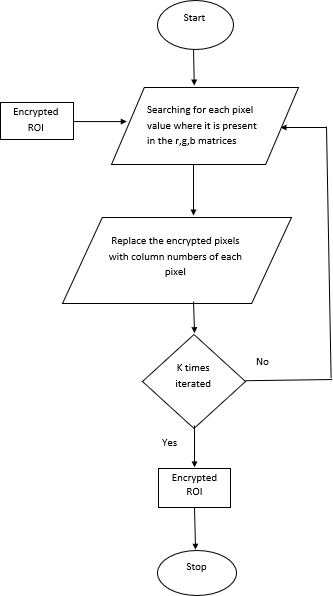 Start
Encrypted
ROI
Searching for each pixel
value where it is present
in the r,g,b matrices
Replace the encrypted pixels
with column numbers of each
pixel
K times
iterated
No
Yes
Encrypted
ROI
Stop